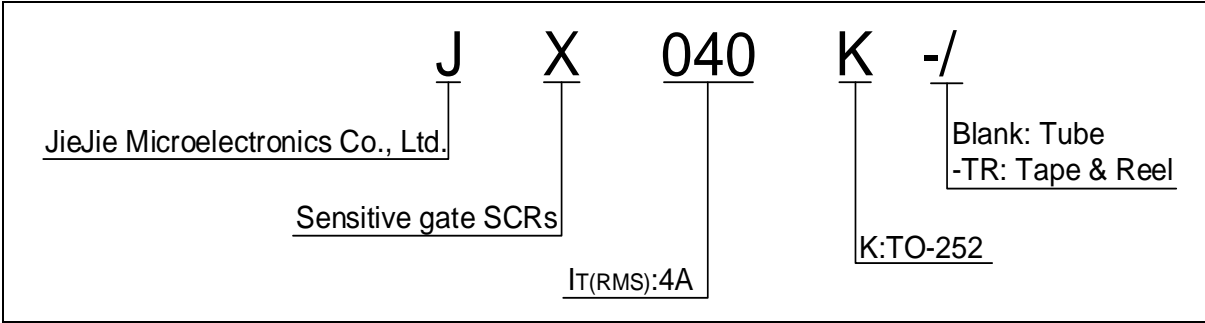 J X 040 K -/
JieJie Microelectronics Co., Ltd.
Blank: Tube
-TR: Tape & Reel
Sensitive gate SCRs
K:TO-252
IT(RMS):4A